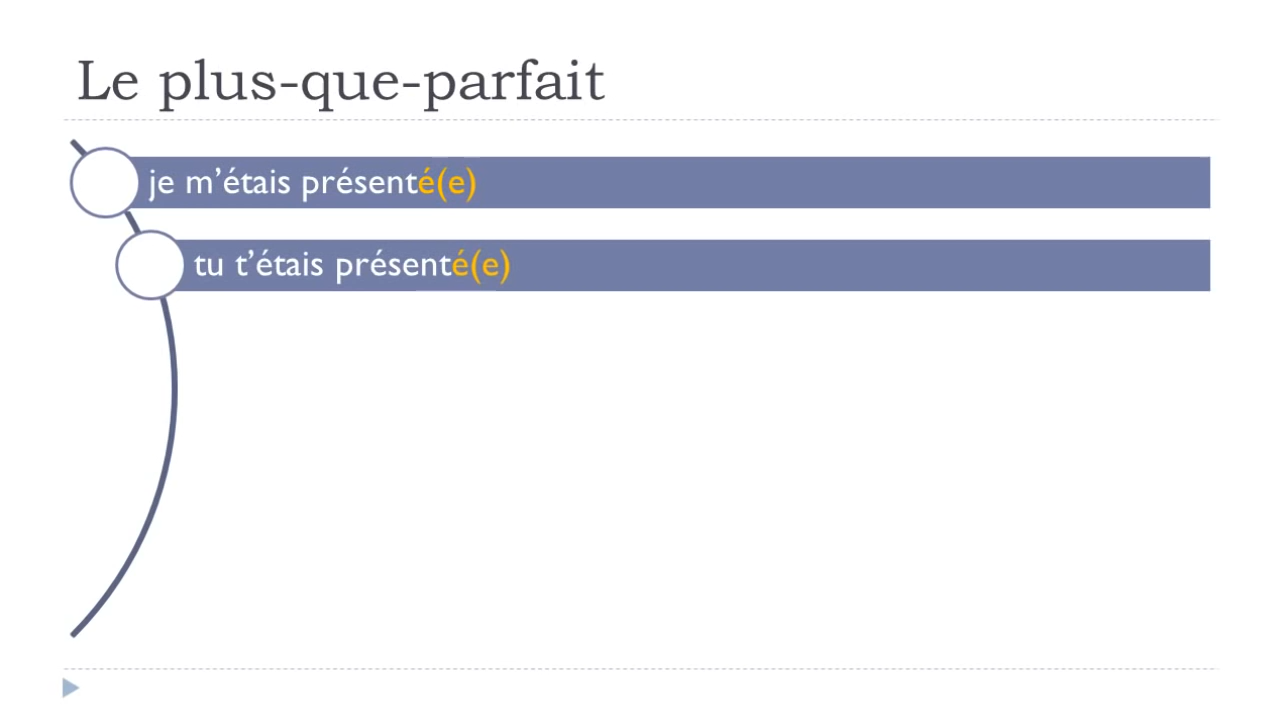 Le plus-que-parfait
je m’étais présenté(e)
tu t’étais présenté(e)